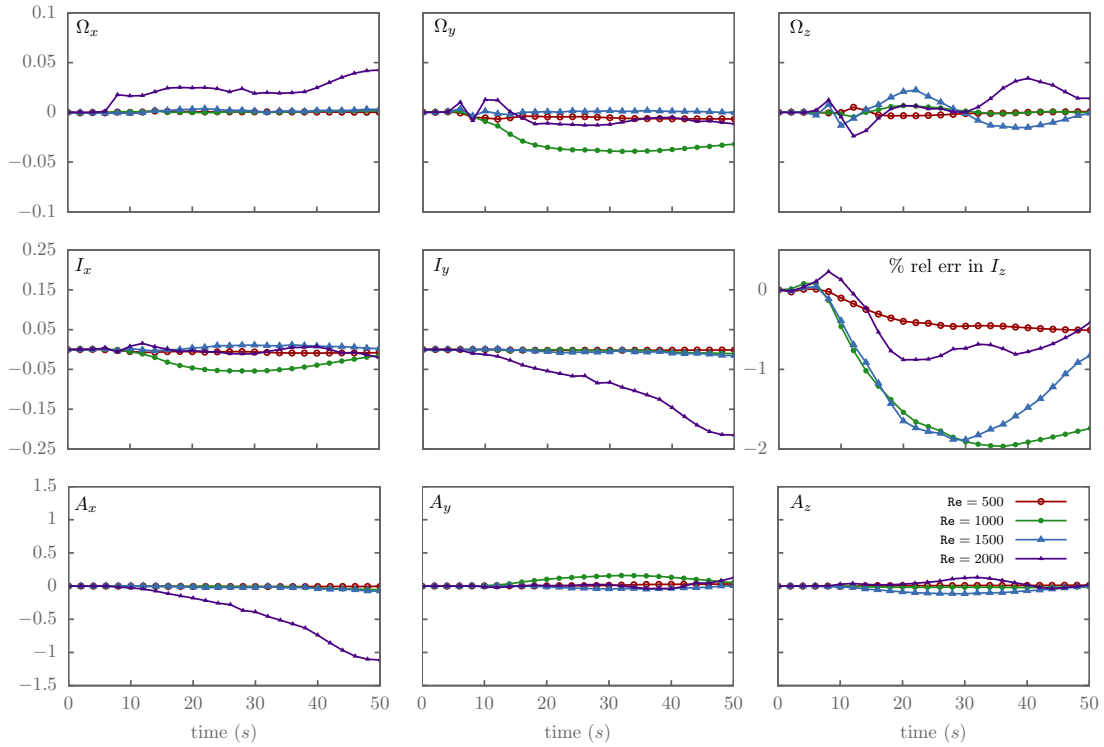 0.1
0.05
0
−0.05
−0.1
Ωx
Ωy
Ωz
0.25
0.15
0.05
−0.05
−0.15
−0.25
Ix
Iy
% rel err in Iz
0
−1
−2
1.5
1
0.5
0
−0.5
−1
−1.5
Ax
Ay
Az
Re = 500
Re = 1000
Re = 1500
Re = 2000
0 10 20 30 40 50
0 10 20 30 40 50
0 10 20 30 40 50
time (s)
time (s)
time (s)